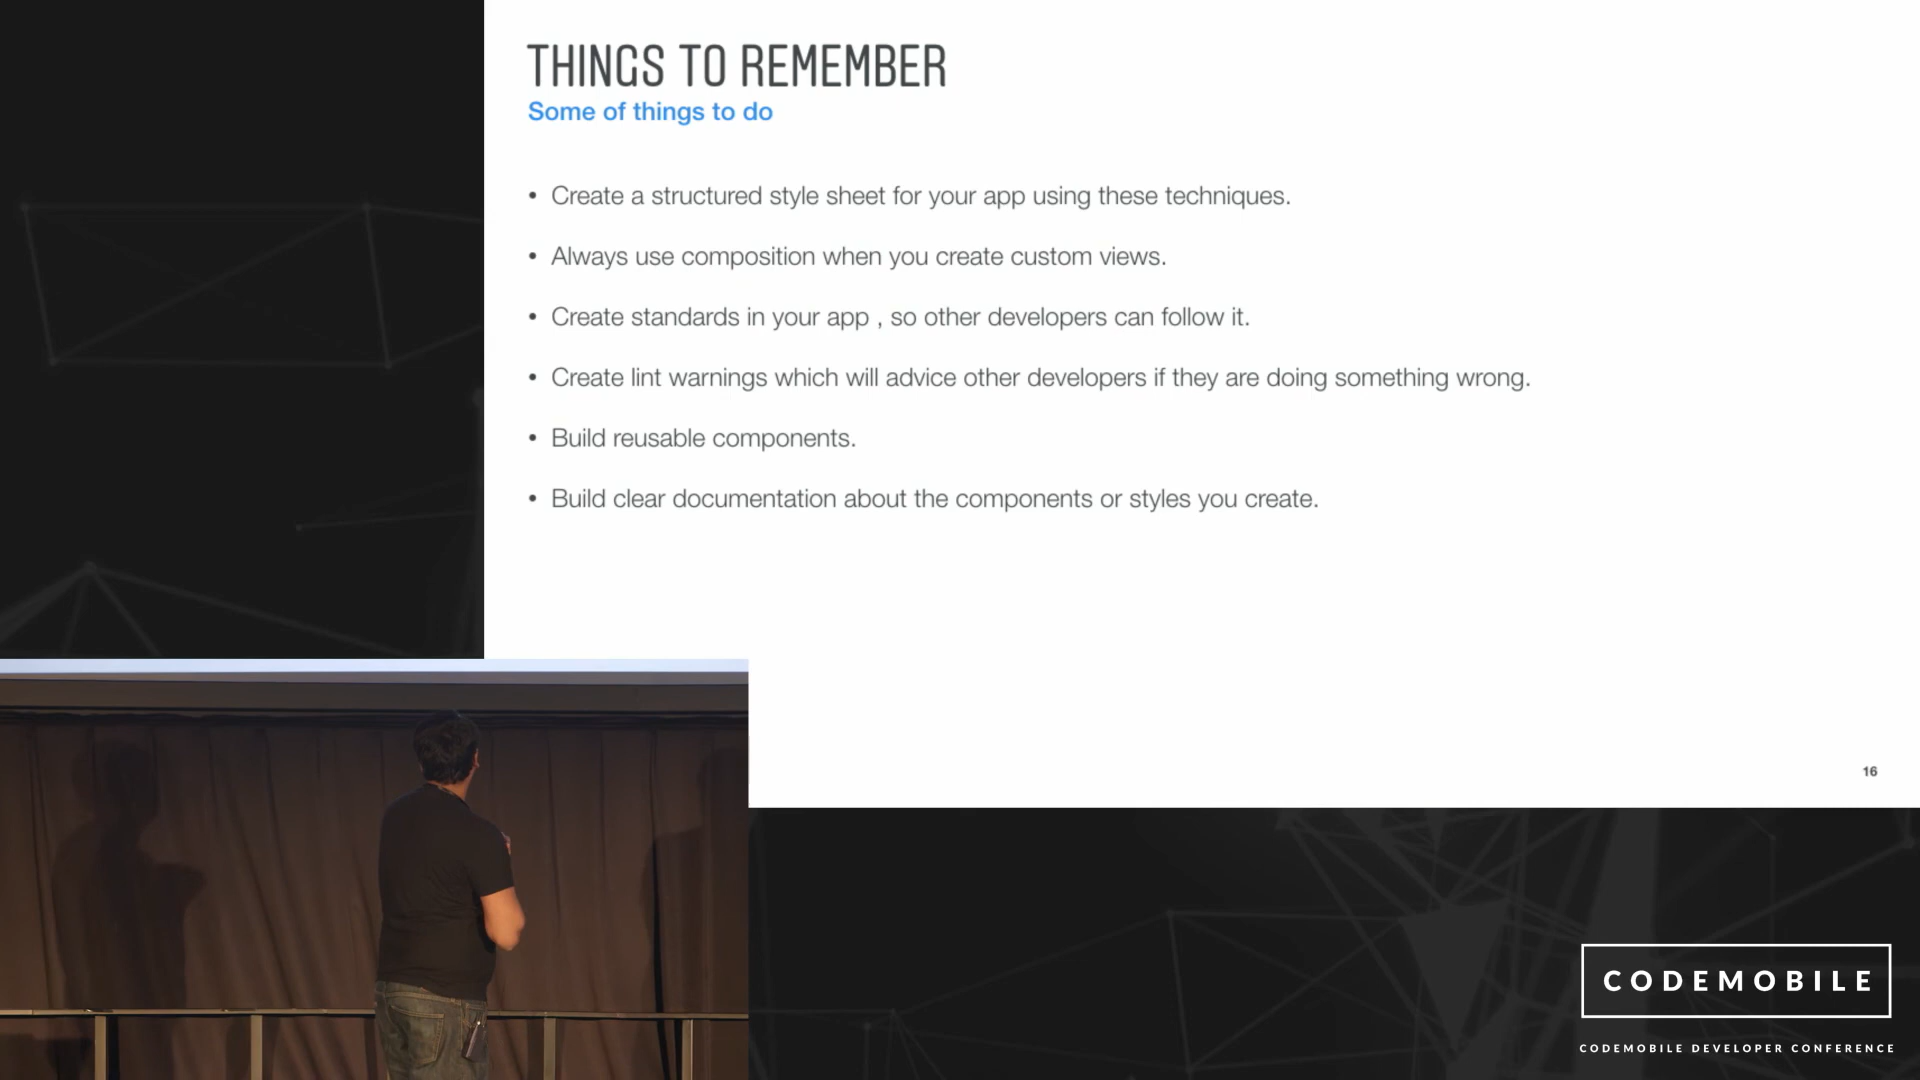 THINGS TO REMEMBER
Some of things to do
• Create a structured style sheet for your app using these techniques.
• Always use composition when you create custom views.
• Create standards in your app , so other developers can follow it.
• Create lint warnings which will advice other developers if they are doing something wrong.
• Build reusable components.
• Build clear documentation about the components or styles you create.
16
CODEMOBILE
CODEMOBILE DEVELOPER CONFERENCE